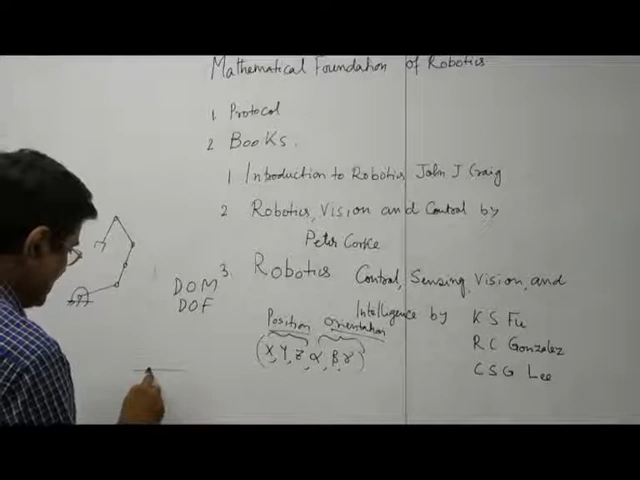 Mathematical Foundation of Robotics
1 Protocol
2 Books.
1 Introduction to Robotics John J Craig
2 Robotics, Vision and Control by
Peter Corke
3. Robotics Control, Sensing, Vision, and
Intelligence by K S Fu
R C Gonzalez
C S G Lee
DOM
DOF
Position orientation
(X, Y, Z, α, β, γ)